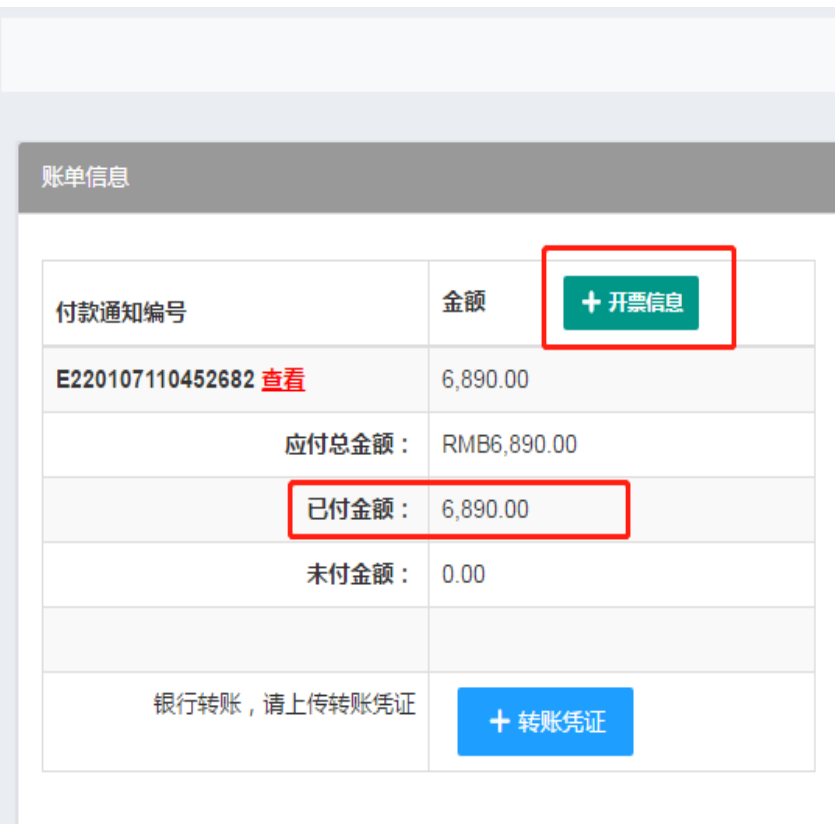 账单信息
付款通知编号 金额 + 开票信息
E220107110452682 查看 6,890.00
应付总金额： RMB6,890.00
已付金额： 6,890.00
未付金额： 0.00
银行转账，请上传转账凭证 + 转账凭证